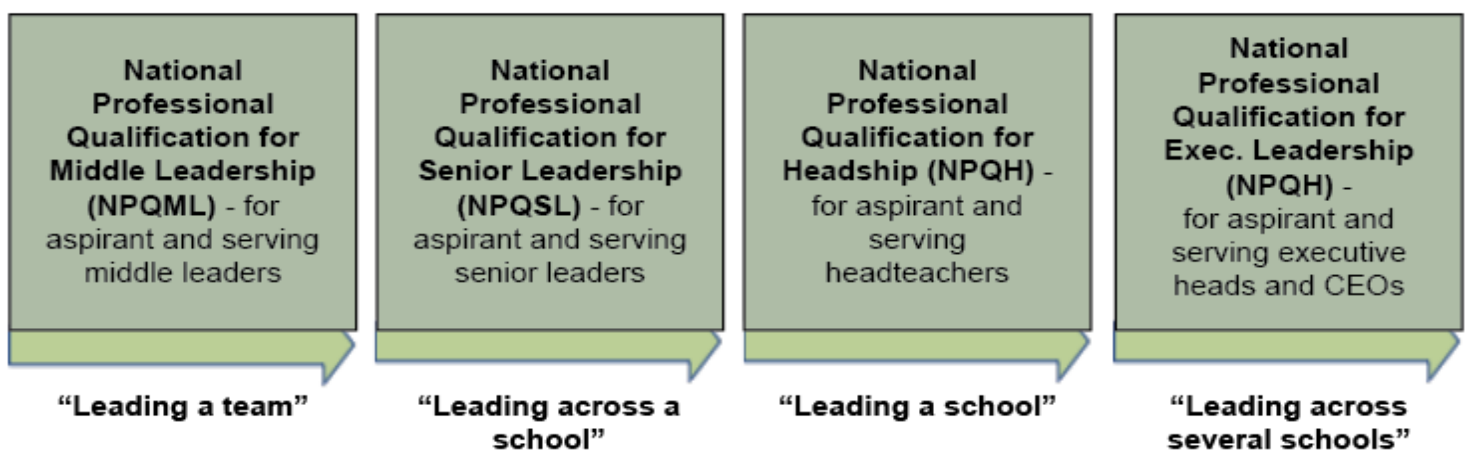 National
Professional
Qualification for
Middle Leadership
(NPQML) - for
aspirant and serving
middle leaders
“Leading a team”
National
Professional
Qualification for
Senior Leadership
(NPQSL) - for
aspirant and serving
senior leaders
“Leading across a
school”
National
Professional
Qualification for
Headship (NPQH) -
for aspirant and
serving
headteachers
“Leading a school”
National
Professional
Qualification for
Exec. Leadership
(NPQH) -
for aspirant and
serving executive
heads and CEOs
“Leading across
several schools”